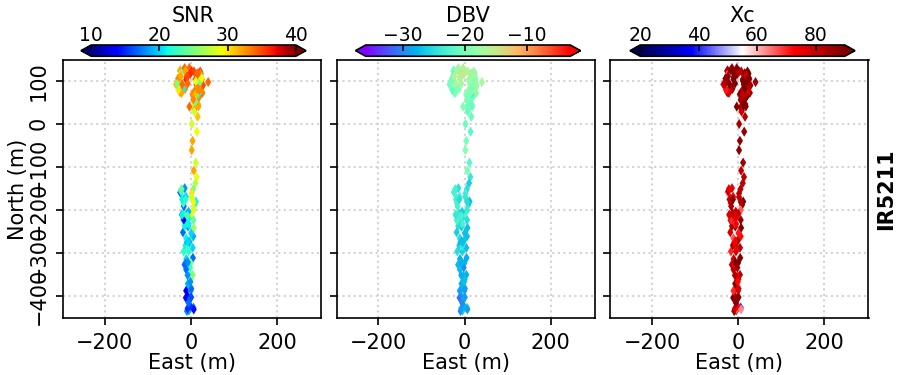 SNR DBV Xc
10 20 30 40 −30 −20 −10 20 40 60 80
North (m)
100
0
−100
−200
−300
−400
−200 0 200 −200 0 200 −200 0 200
East (m) East (m) East (m)
IR5211